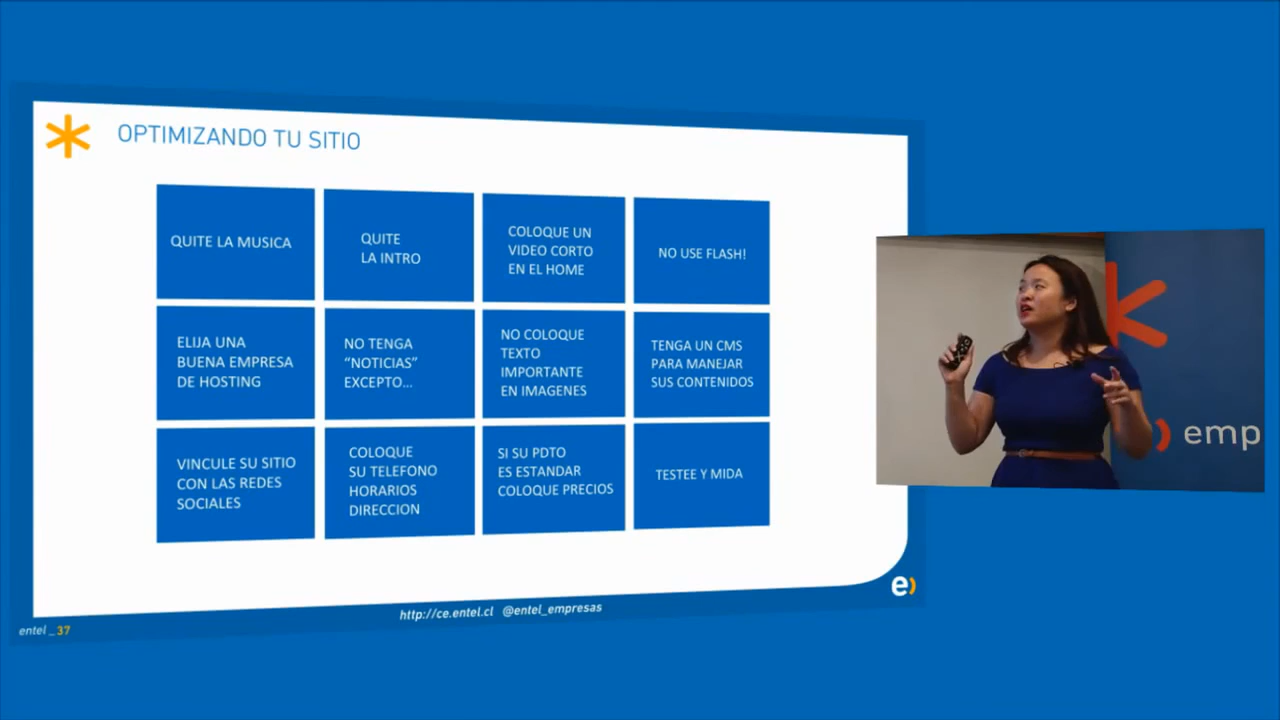 OPTIMIZANDO TU SITIO
QUITE LA MUSICA
QUITE
LA INTRO
COLOQUE UN
VIDEO CORTO
EN EL HOME
NO USE FLASH!
ELIJA UNA
BUENA EMPRESA
DE HOSTING
NO TENGA
“NOTICIAS”
EXCEPTO...
NO COLOQUE
TEXTO
IMPORTANTE
EN IMAGENES
TENGA UN CMS
PARA MANEJAR
SUS CONTENIDOS
VINCULE SU SITIO
CON LAS REDES
SOCIALES
COLOQUE
SU TELEFONO
HORARIOS
DIRECCION
SI SU PDTO
ES ESTANDAR
COLOQUE PRECIOS
TESTEE Y MIDA
emp
e)
http://ce.entel.cl @entel_empresas
entel _37